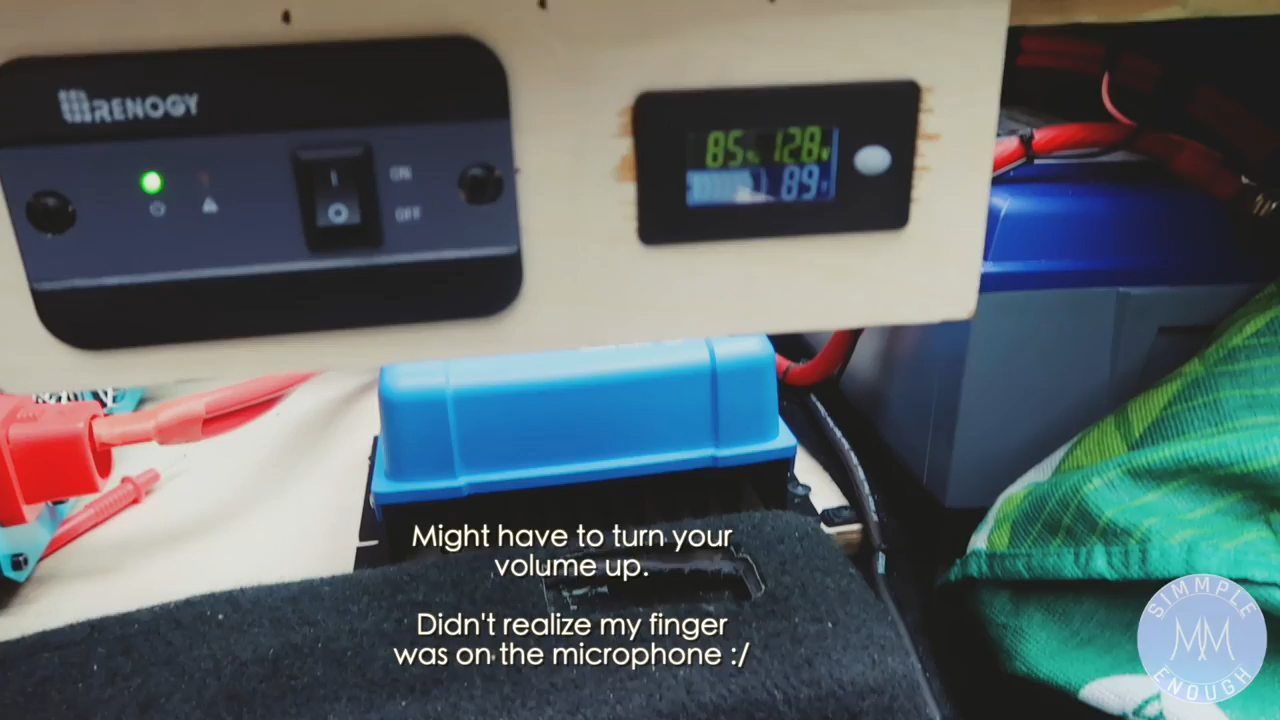 RENOGY
ON
OFF
85% 12.8v
89
Might have to turn your
volume up.
Didn't realize my finger
was on the microphone :/
SIMMPLE
MM
ENOUGH